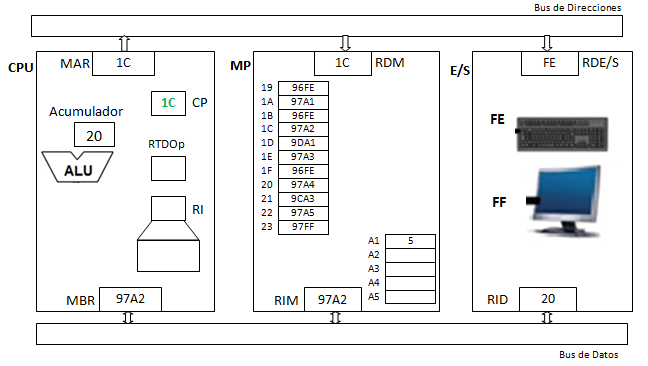 Bus de Direcciones
CPU MAR 1C
MP 1C RDM
E/S FE RDE/S
1C CP
Acumulador
20
RTDOp
ALU
RI
MBR 97A2
19 96FE
1A 97A1
1B 96FE
1C 97A2
1D 9DA1
1E 97A3
1F 96FE
20 97A4
21 9CA3
22 97A5
23 97FF
A1 5
A2
A3
A4
A5
RIM 97A2
FE
FF
RID 20
Bus de Datos